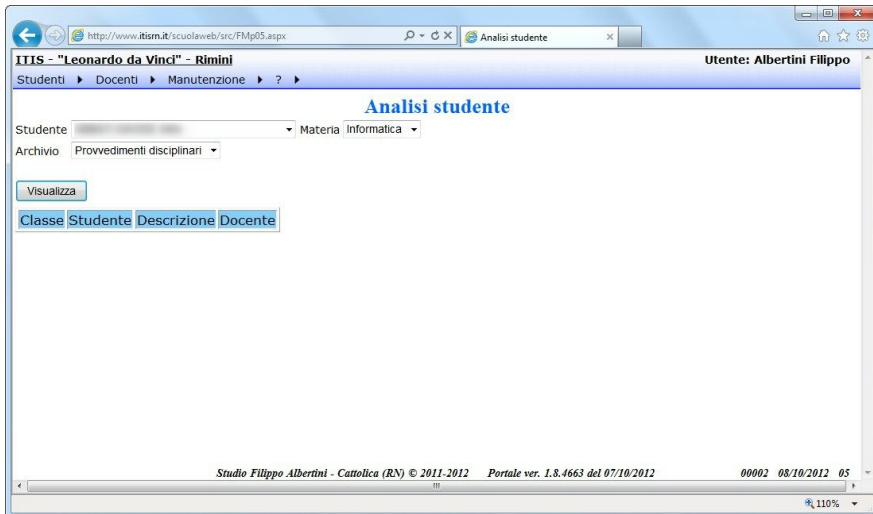 http://www.itisrn.it/scuolaweb/src/FMp05.aspx
Analisi studente
ITIS - "Leonardo da Vinci" - Rimini
Utente: Albertini Filippo
Studenti Docenti Manutenzione ?
Analisi studente
Studente Materia Informatica
Archivio Provvedimenti disciplinari
Visualizza
Classe Studente Descrizione Docente
Studio Filippo Albertini - Cattolica (RN) © 2011-2012 Portale ver. 1.8.4663 del 07/10/2012 00002 08/10/2012 05
110%